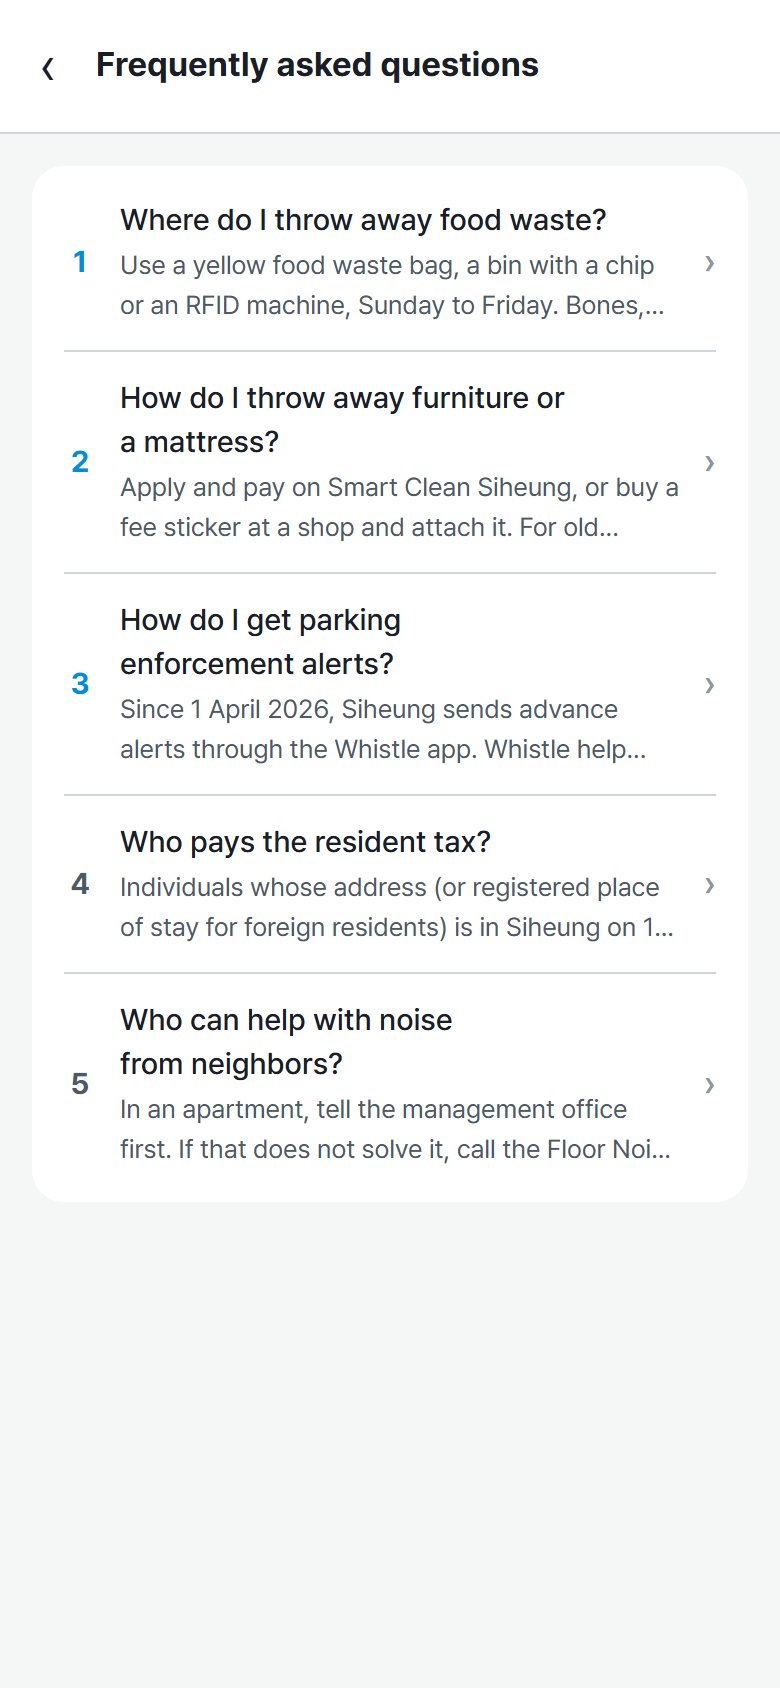 Frequently asked questions
1
Where do I throw away food waste?
Use a yellow food waste bag, a bin with a chip
or an RFID machine, Sunday to Friday. Bones,...
2
How do I throw away furniture or
a mattress?
Apply and pay on Smart Clean Siheung, or buy a
fee sticker at a shop and attach it. For old...
3
How do I get parking
enforcement alerts?
Since 1 April 2026, Siheung sends advance
alerts through the Whistle app. Whistle help...
4
Who pays the resident tax?
Individuals whose address (or registered place
of stay for foreign residents) is in Siheung on 1...
5
Who can help with noise
from neighbors?
In an apartment, tell the management office
first. If that does not solve it, call the Floor Noi...